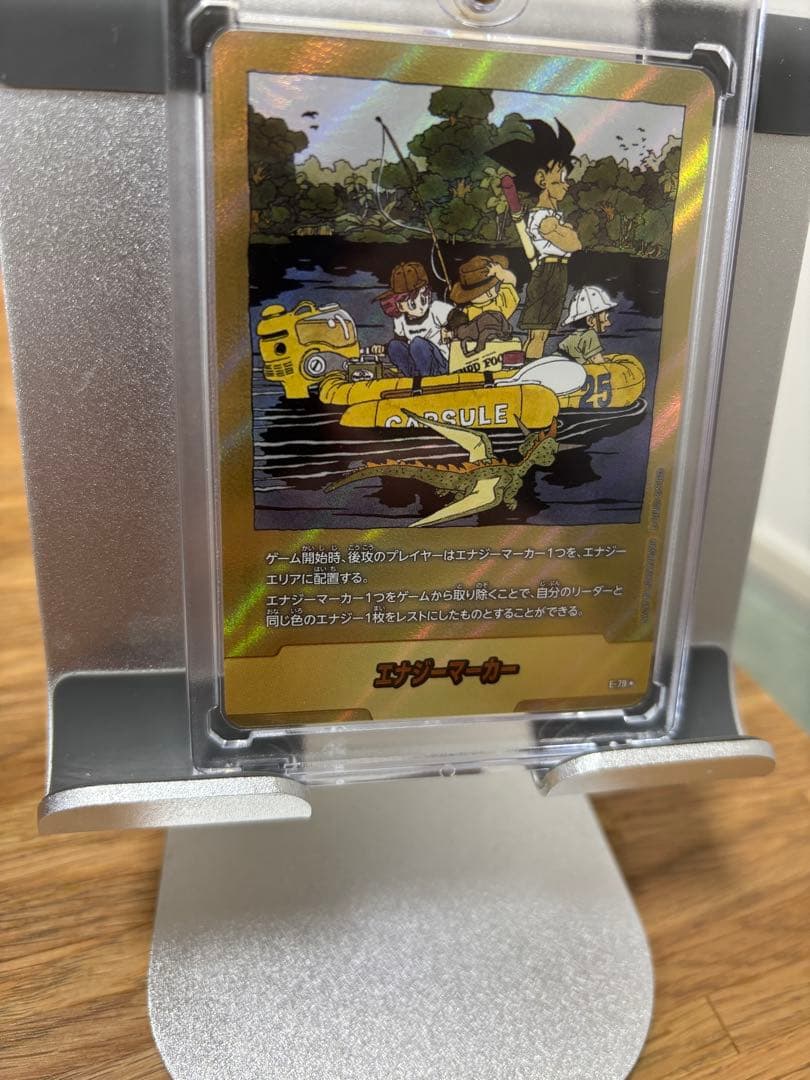 CAPSULE
25
ゲーム開始時、後攻のプレイヤーはエナジーマーカー1つを、エナジー
エリアに配置する。
エナジーマーカー1つをゲームから取り除くことで、自分のリーダーと
同じ色のエナジー1枚をレストにしたものとすることができる。
エナジーマーカー
E-78★